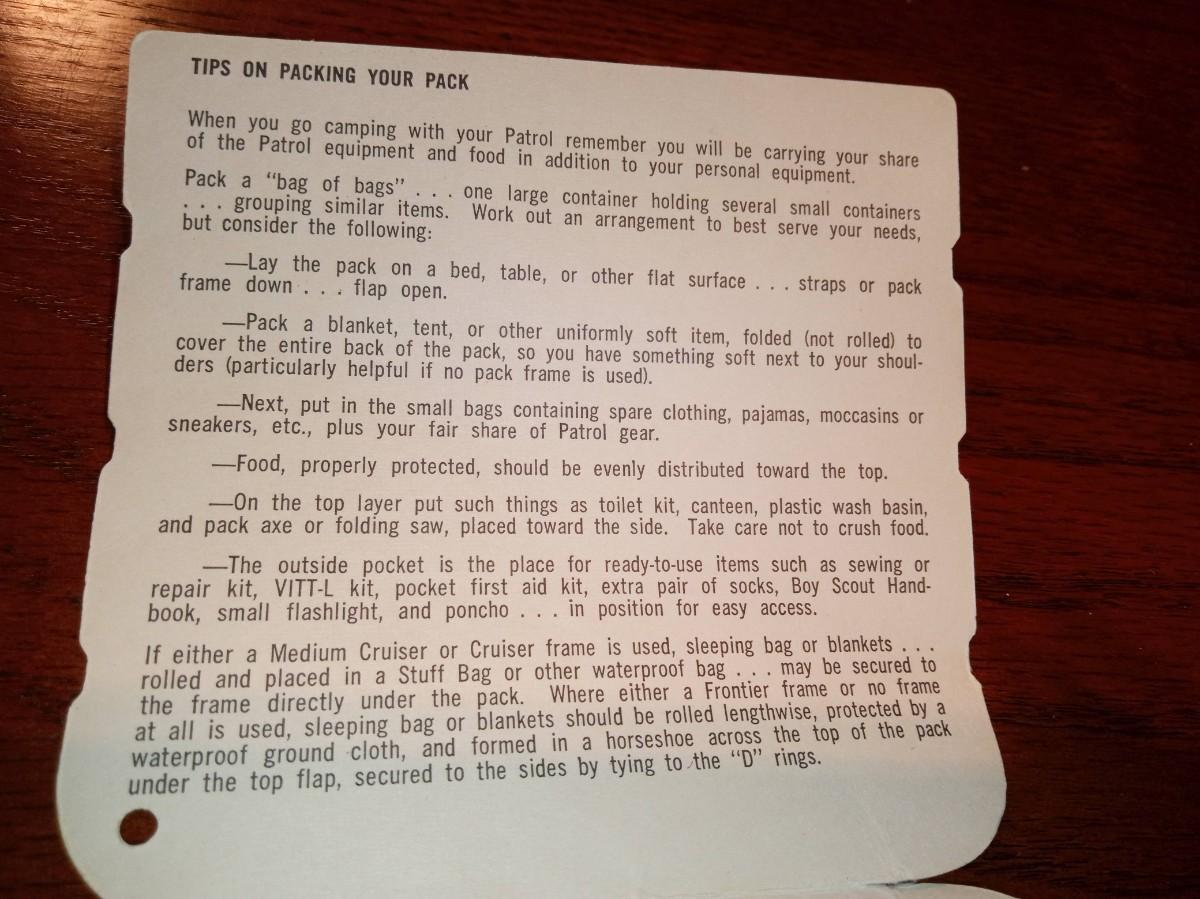 TIPS ON PACKING YOUR PACK
When you go camping with your Patrol remember you will be carrying your share
of the Patrol equipment and food in addition to your personal equipment.
Pack a “bag of bags” . . . one large container holding several small containers
. . . grouping similar items. Work out an arrangement to best serve your needs,
but consider the following:
—Lay the pack on a bed, table, or other flat surface . . . straps or pack
frame down . . . flap open.
—Pack a blanket, tent, or other uniformly soft item, folded (not rolled) to
cover the entire back of the pack, so you have something soft next to your shoul-
ders (particularly helpful if no pack frame is used).
—Next, put in the small bags containing spare clothing, pajamas, moccasins or
sneakers, etc., plus your fair share of Patrol gear.
—Food, properly protected, should be evenly distributed toward the top.
—On the top layer put such things as toilet kit, canteen, plastic wash basin,
and pack axe or folding saw, placed toward the side. Take care not to crush food.
—The outside pocket is the place for ready-to-use items such as sewing or
repair kit, VITT-L kit, pocket first aid kit, extra pair of socks, Boy Scout Hand-
book, small flashlight, and poncho . . . in position for easy access.
If either a Medium Cruiser or Cruiser frame is used, sleeping bag or blankets . . .
rolled and placed in a Stuff Bag or other waterproof bag . . . may be secured to
the frame directly under the pack. Where either a Frontier frame or no frame
at all is used, sleeping bag or blankets should be rolled lengthwise, protected by a
waterproof ground cloth, and formed in a horseshoe across the top of the pack
under the top flap, secured to the sides by tying to the “D” rings.